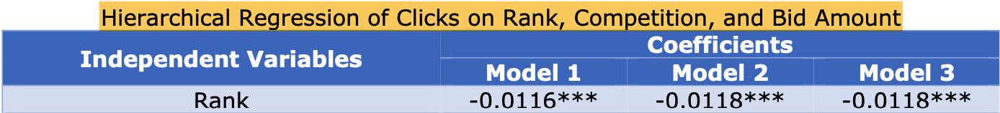 Hierarchical Regression of Clicks on Rank, Competition, and Bid Amount
Independent Variables
Coefficients
Model 1 Model 2 Model 3
Rank -0.0116*** -0.0118*** -0.0118***